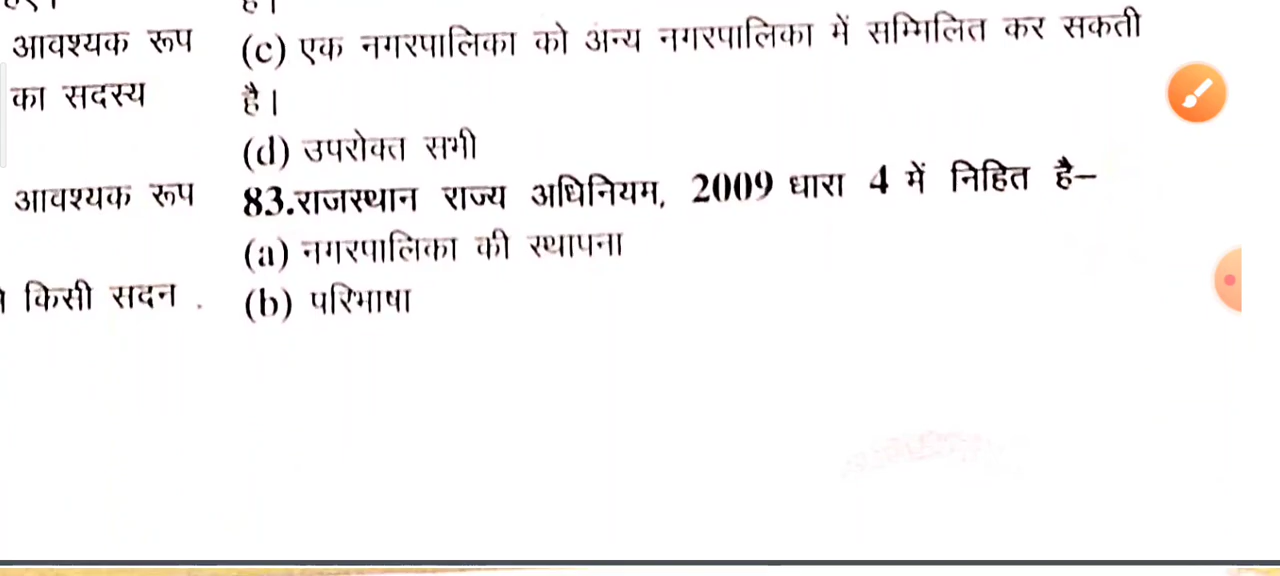 आवश्यक रूप
का सदस्य
आवश्यक रूप
किसी सदन .
(c) एक नगरपालिका को अन्य नगरपालिका में सम्मिलित कर सकती
है।
(d) उपरोक्त सभी
83.राजस्थान राज्य अधिनियम, 2009 धारा 4 में निहित है–
(a) नगरपालिका की स्थापना
(b) परिभाषा